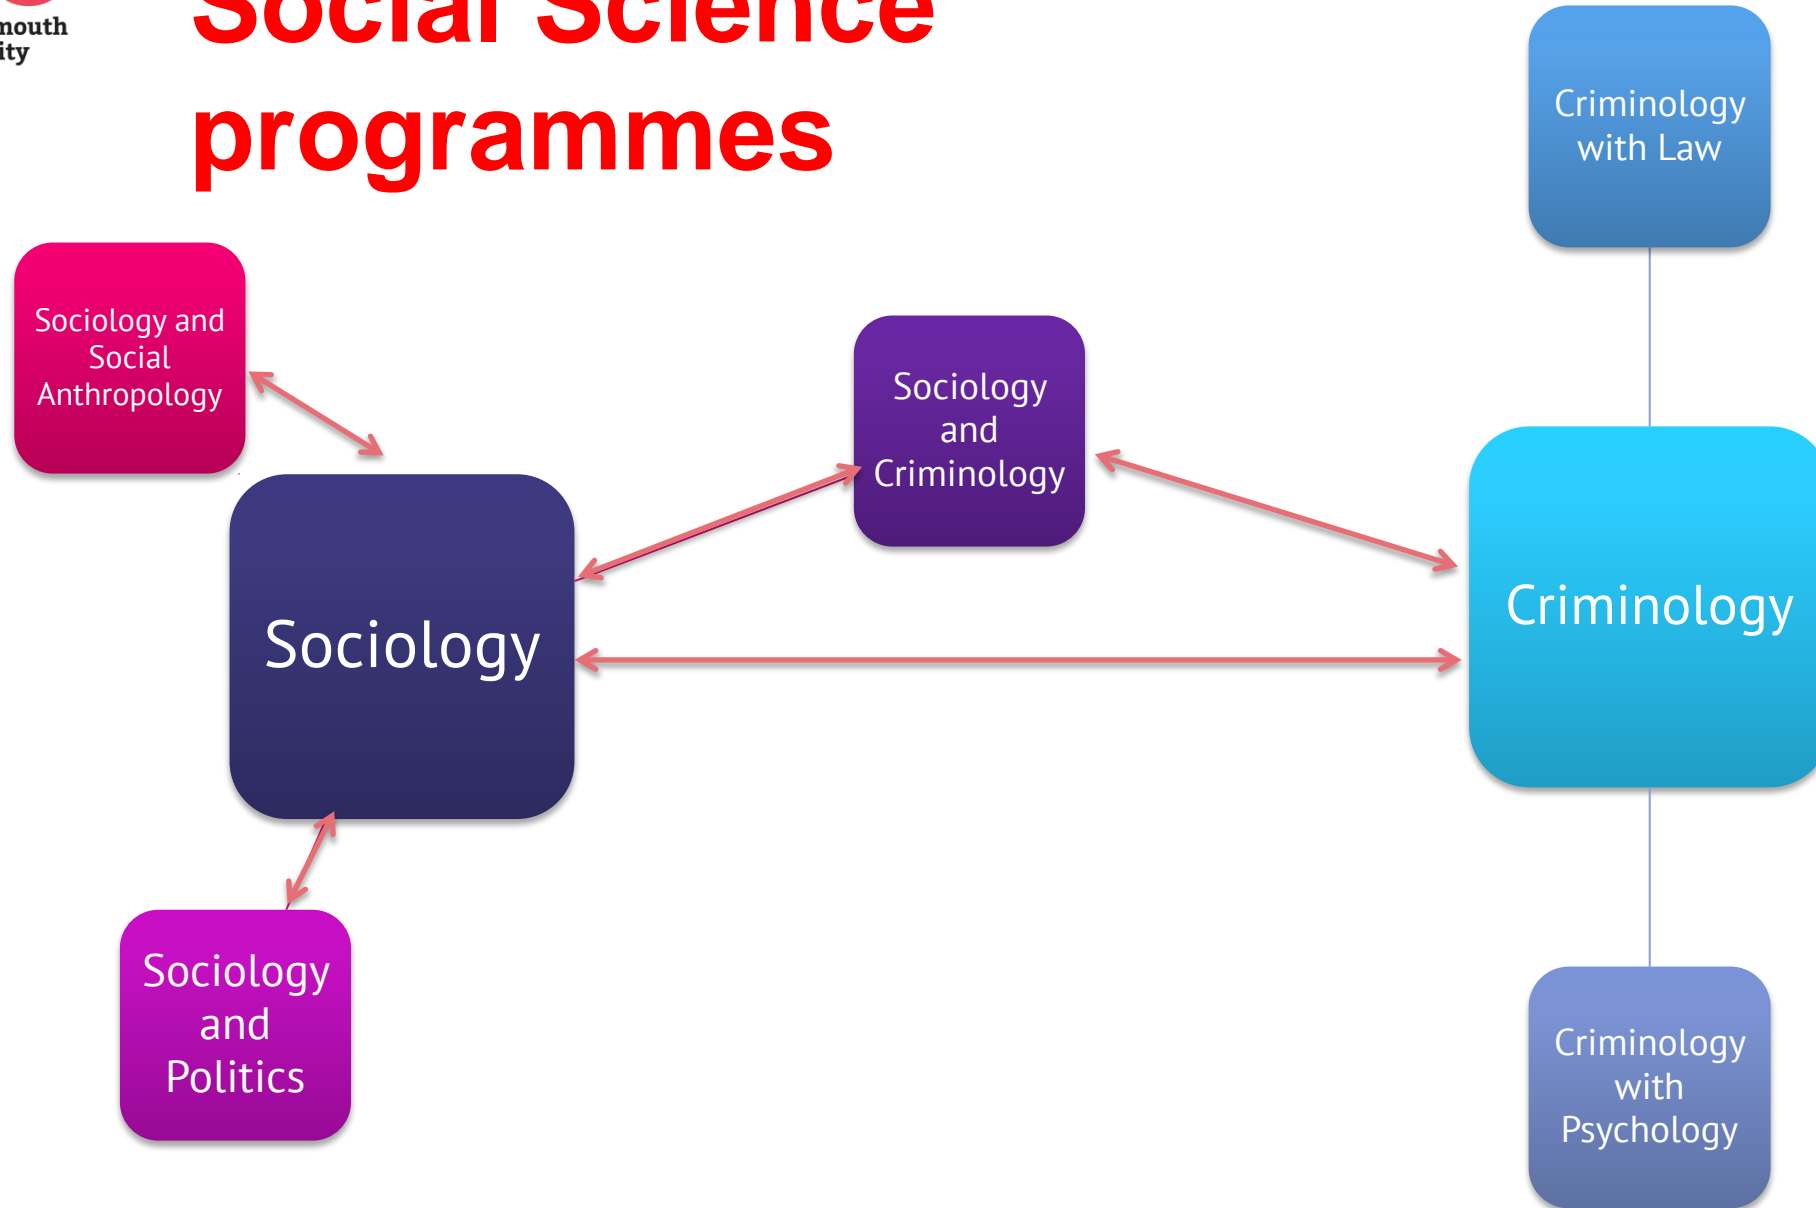 mouth
ity
Social Science
programmes
Criminology
with Law
Sociology and
Social
Anthropology
Sociology
and
Criminology
Sociology
Criminology
Sociology
and
Politics
Criminology
with
Psychology